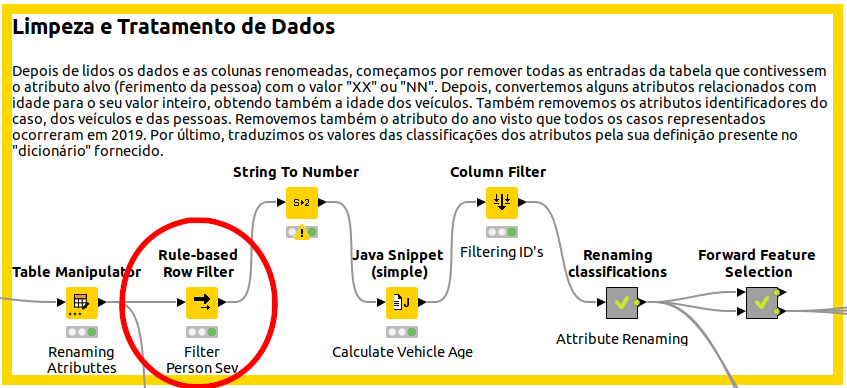 Limpeza e Tratamento de Dados
Depois de lidos os dados e as colunas renomeadas, começamos por remover todas as entradas da tabela que contivessem
o atributo alvo (ferimento da pessoa) com o valor "XX" ou "NN". Depois, convertemos alguns atributos relacionados com
idade para o seu valor inteiro, obtendo também a idade dos veículos. Também removemos os atributos identificadores do
caso, dos veículos e das pessoas. Removemos também o atributo do ano visto que todos os casos representados
ocorreram em 2019. Por último, traduzimos os valores das classificações dos atributos pela sua definição presente no
"dicionário" fornecido.
String To Number
Column Filter
S 2
Rule-based
Row Filter
Java Snippet
(simple)
Filtering ID's
Renaming
classifications
Forward Feature
Selection
Table Manipulator
J
Renaming
Atributtes
Filter
Person Sev
Calculate Vehicle Age
Attribute Renaming